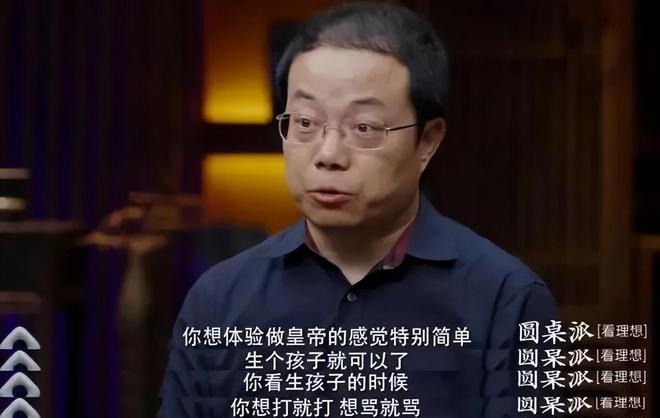 你想体验做皇帝的感觉特别简单
圆桌派[看理想]
生个孩子就可以了
圆桌派[看理想]
你看生孩子的时候
圆桌派[看理想]
你想打就打 想骂就骂
圆桌派[看理想]